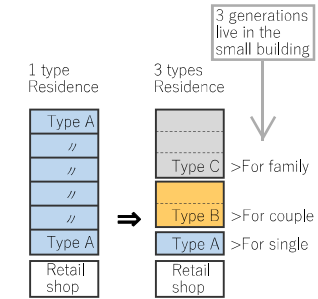 3 generations
live in the
small building
1 type
Residence
3 types
Residence
Type A
〃
〃
〃
〃
Type A
Retail
shop
⇒
Type C >For family
Type B >For couple
Type A >For single
Retail
shop